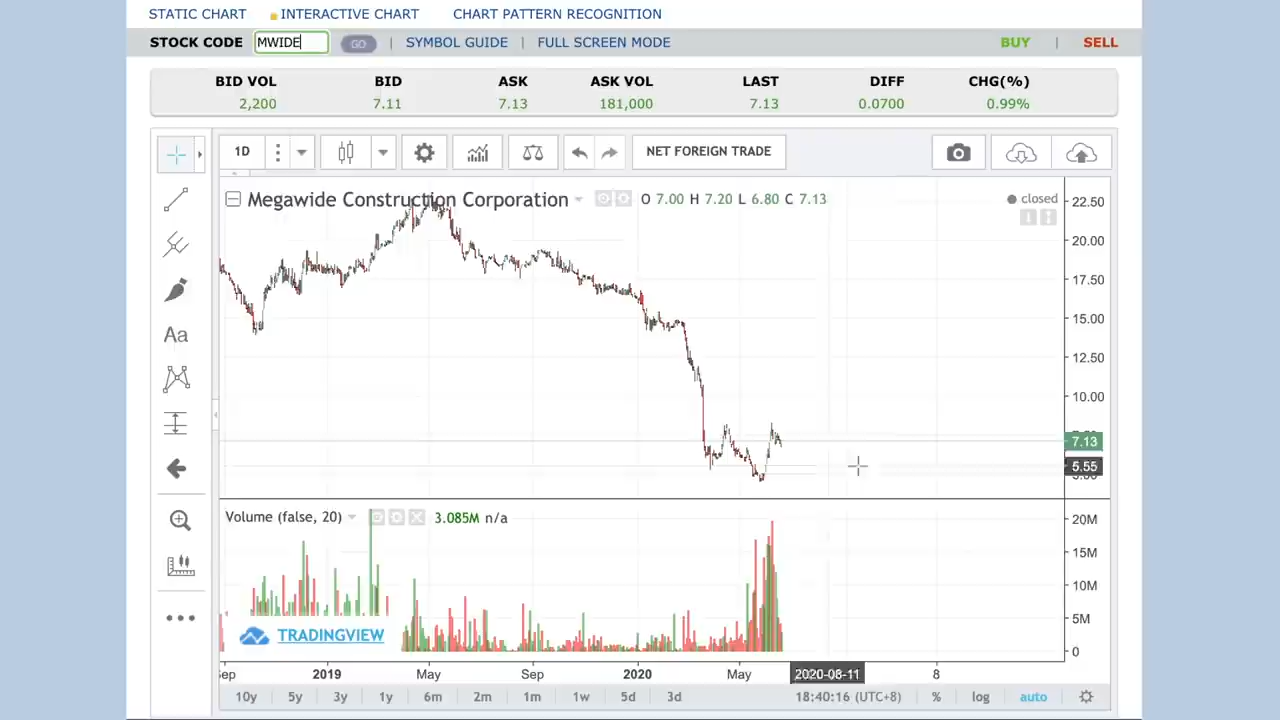 STATIC CHART INTERACTIVE CHART CHART PATTERN RECOGNITION
STOCK CODE MWIDE GO | SYMBOL GUIDE | FULL SCREEN MODE BUY | SELL
BID VOL BID ASK ASK VOL LAST DIFF CHG(%)
2,200 7.11 7.13 181,000 7.13 0.0700 0.99%
1D NET FOREIGN TRADE
Megawide Construction Corporation O 7.00 H 7.20 L 6.80 C 7.13 closed
22.50
20.00
17.50
Aa
15.00
12.50
10.00
7.13
5.55
Volume (false, 20) 3.085M n/a
20M
15M
10M
5M
TRADINGVIEW
0
2019 May Sep 2020 May 2020-08-11 8
10y 5y 3y 1y 6m 2m 1m 1w 5d 3d 18:40:16 (UTC+8) % log auto